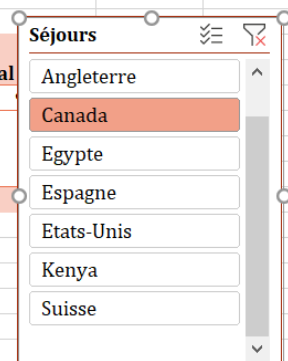 Séjours
al
Angleterre
Canada
Egypte
Espagne
Etats-Unis
Kenya
Suisse